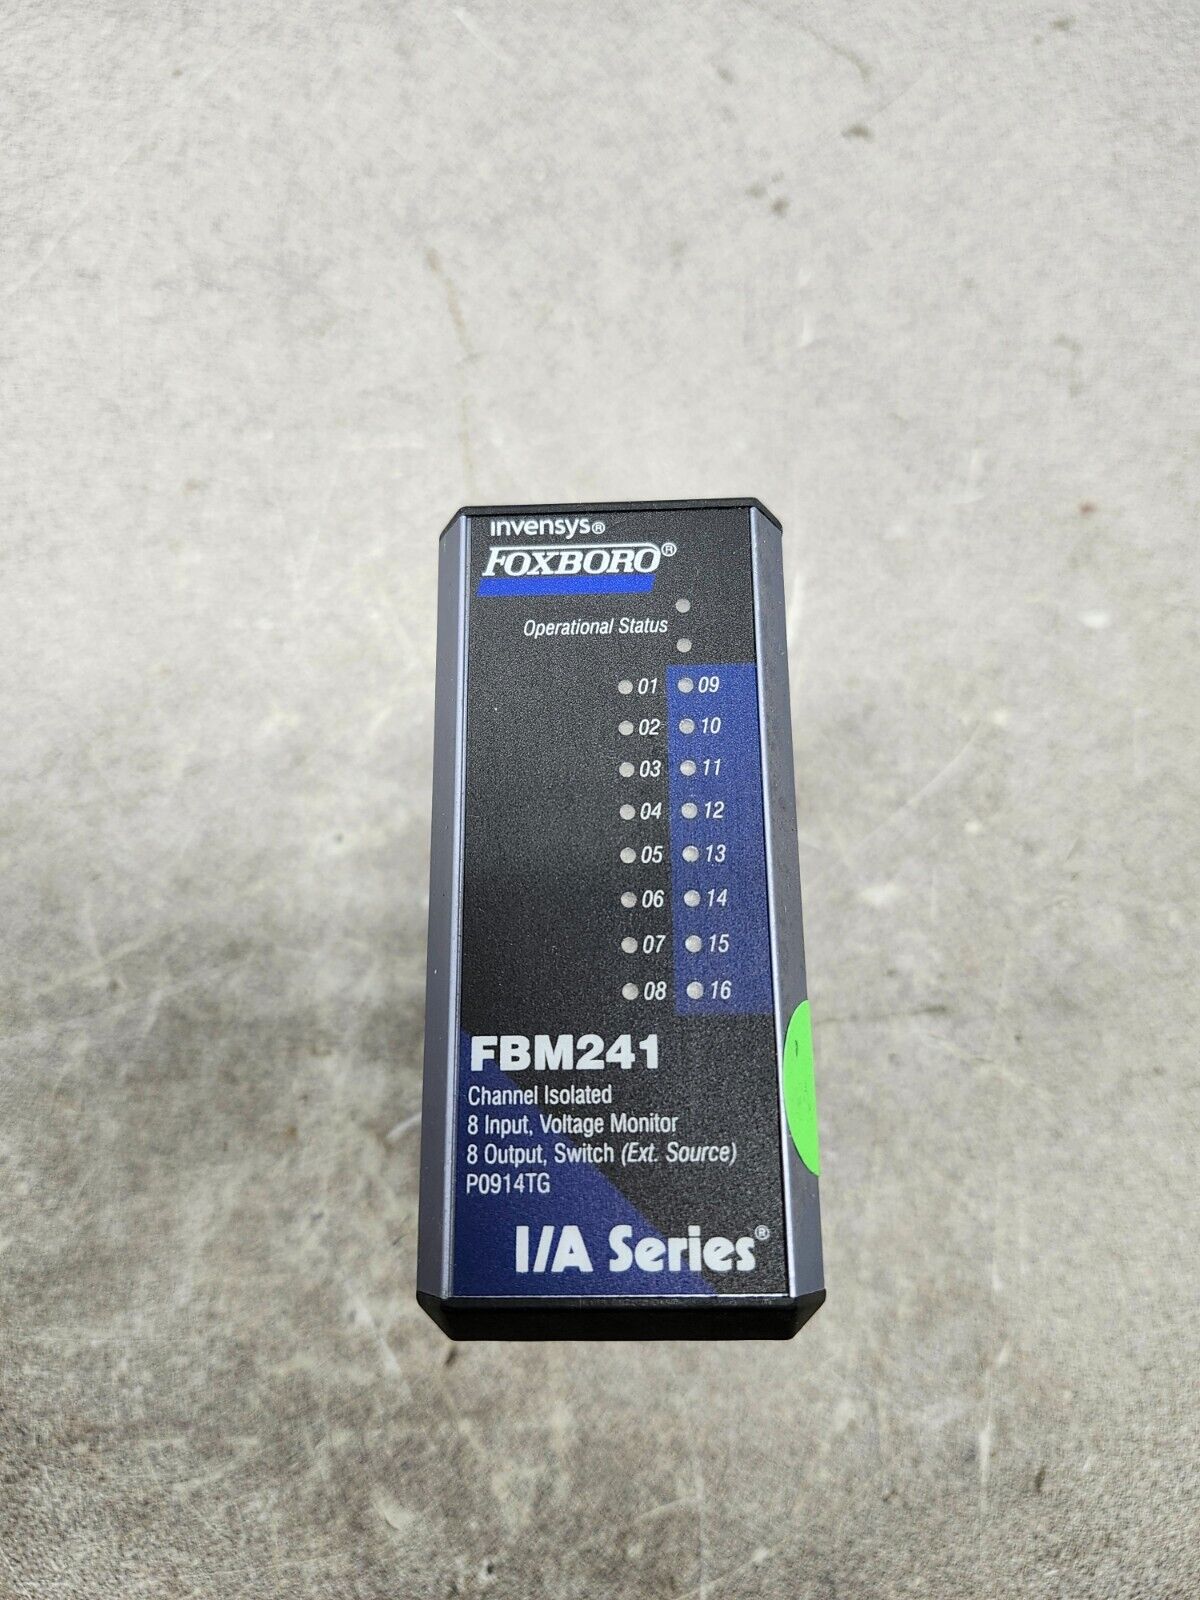 invensys®
FOXBORO®
Operational Status
01 09
02 10
03 11
04 12
05 13
06 14
07 15
08 16
FBM241
Channel Isolated
8 Input, Voltage Monitor
8 Output, Switch (Ext. Source)
P0914TG
I/A Series®